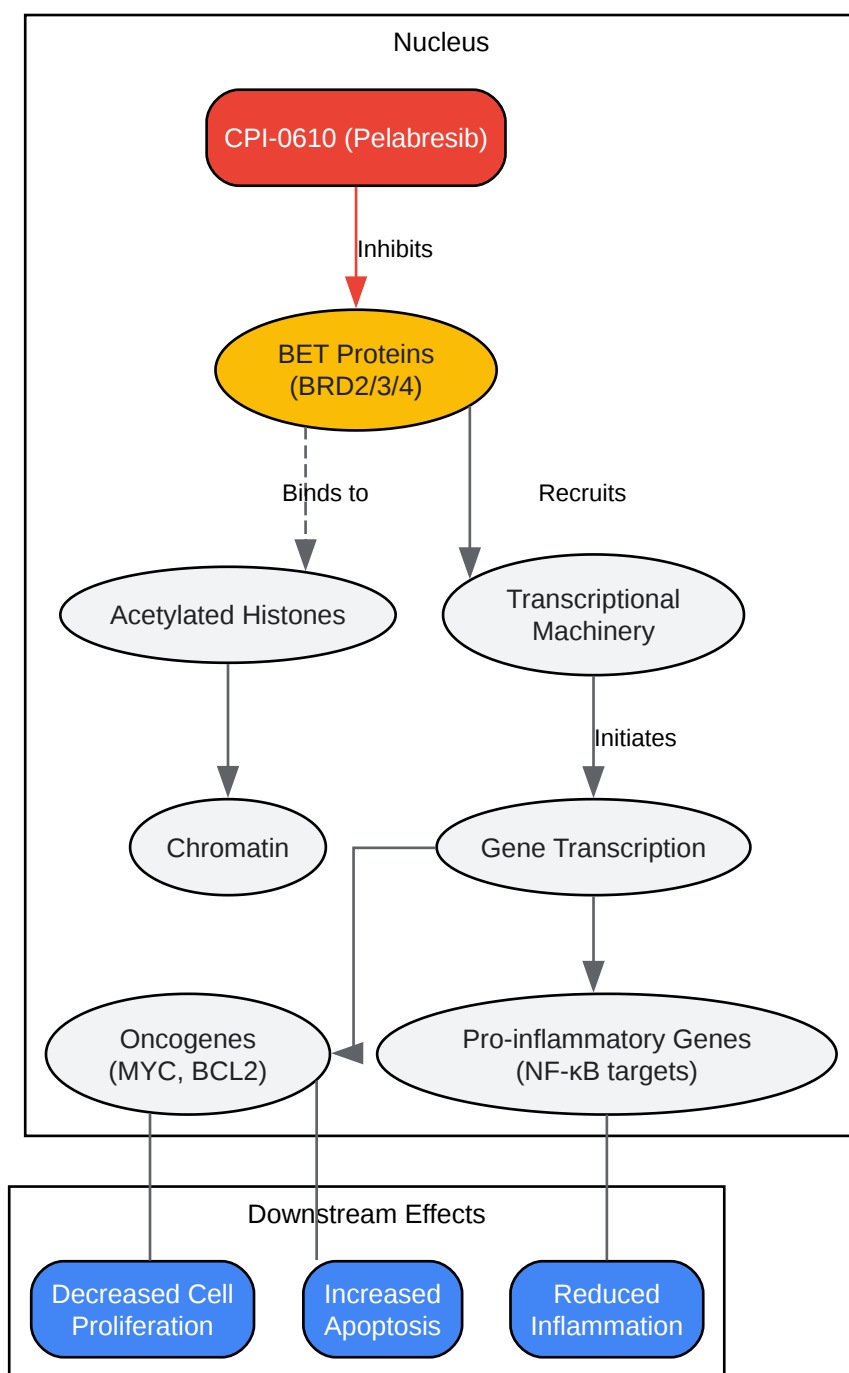 Nucleus
CPI-0610 (Pelabresib)
Inhibits
BET Proteins
(BRD2/3/4)
Binds to
Recruits
Acetylated Histones
Transcriptional
Machinery
Initiates
Chromatin
Gene Transcription
Oncogenes
(MYC, BCL2)
Pro-inflammatory Genes
(NF-κB targets)
Downstream Effects
Decreased Cell
Proliferation
Increased
Apoptosis
Reduced
Inflammation